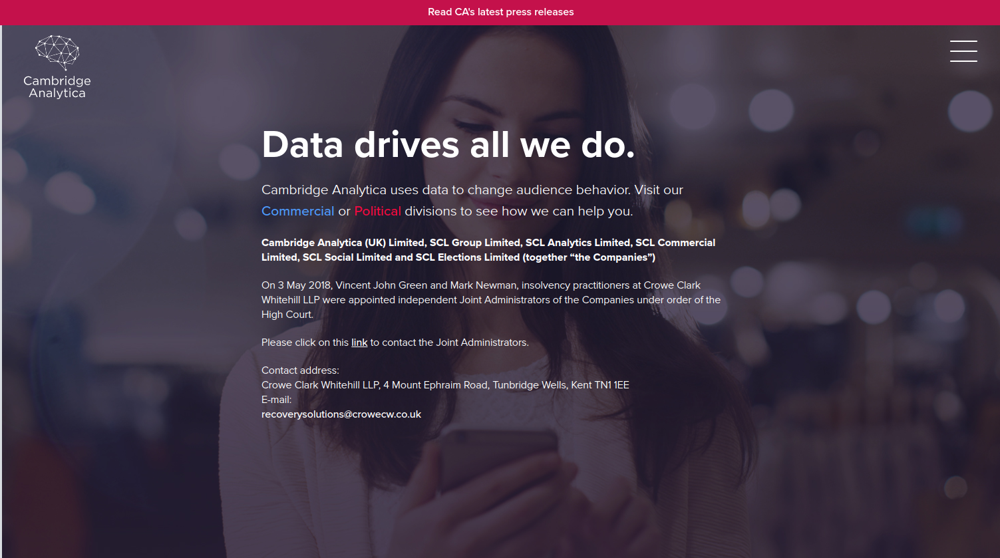 Read CA's latest press releases
Cambridge
Analytica
Data drives all we do.
Cambridge Analytica uses data to change audience behavior. Visit our
Commercial or Political divisions to see how we can help you.
Cambridge Analytica (UK) Limited, SCL Group Limited, SCL Analytics Limited, SCL Commercial
Limited, SCL Social Limited and SCL Elections Limited (together “the Companies”)
On 3 May 2018, Vincent John Green and Mark Newman, insolvency practitioners at Crowe Clark
Whitehill LLP were appointed independent Joint Administrators of the Companies under order of the
High Court.
Please click on this link to contact the Joint Administrators.
Contact address:
Crowe Clark Whitehill LLP, 4 Mount Ephraim Road, Tunbridge Wells, Kent TN1 1EE
E-mail:
recoverysolutions@crowecw.co.uk